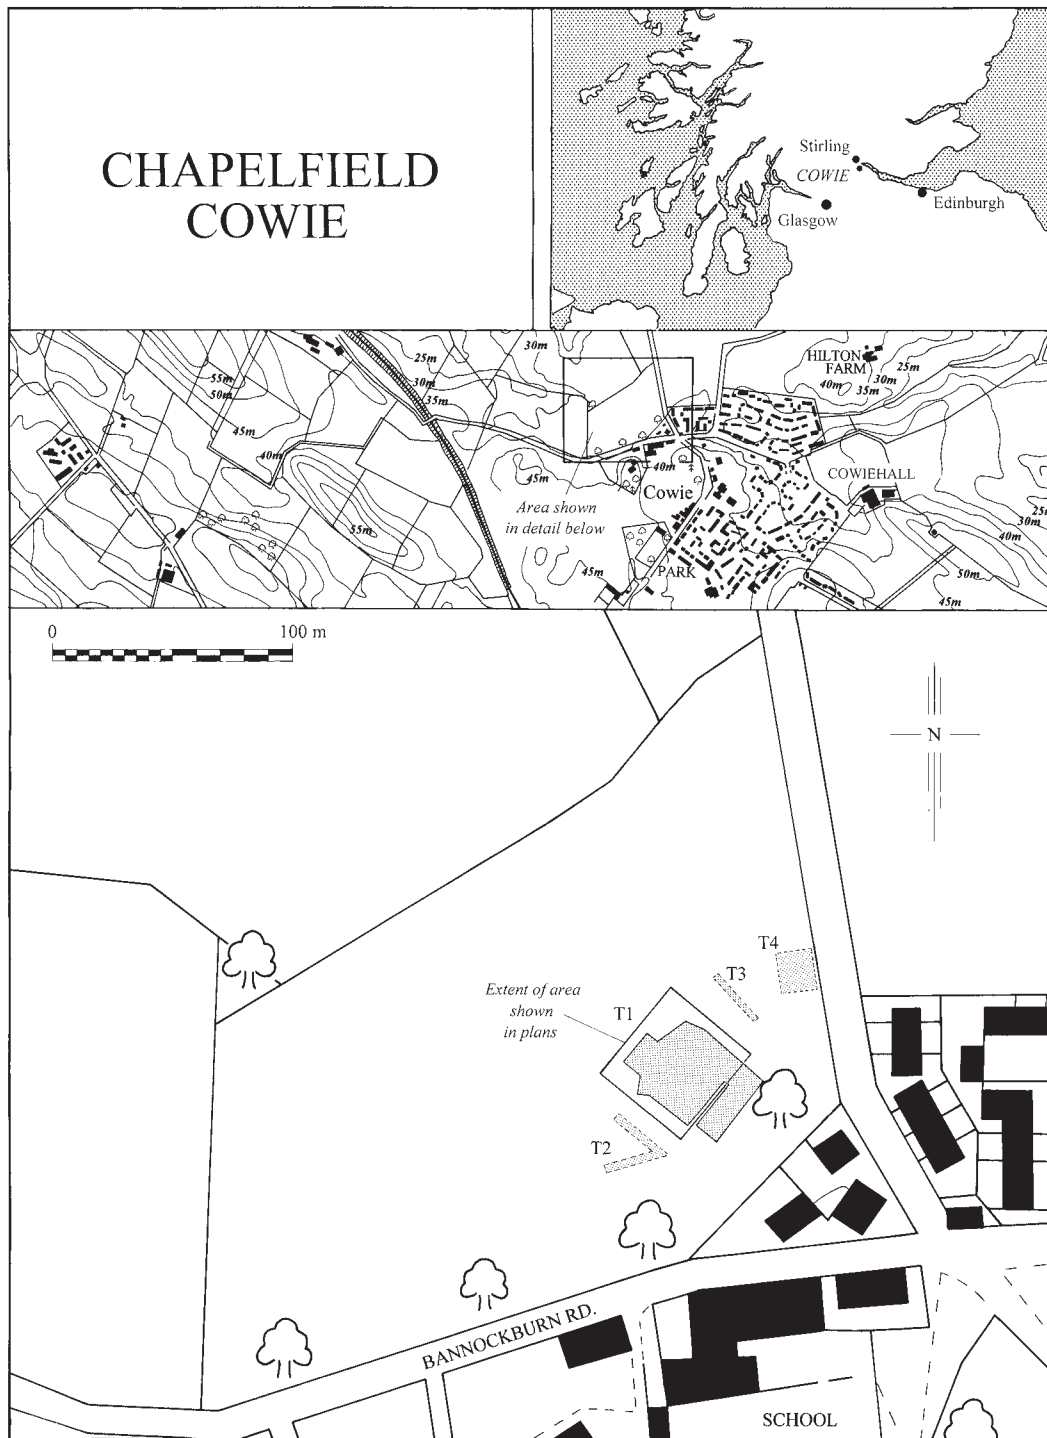 CHAPELFIELD
COWIE
Stirling
COWIE
Edinburgh
Glasgow
30m
25m
30m
35m
55m
50m
45m
40m
55m
45m
40m
Cowie
Area shown
in detail below
45m
PARK
HILTON
FARM
25m
30m
35m
40m
COWIEHALL
25m
30m
40m
50m
45m
0
100 m
N
T4
T3
Extent of area
shown
in plans
T1
T2
BANNOCKBURN RD.
SCHOOL